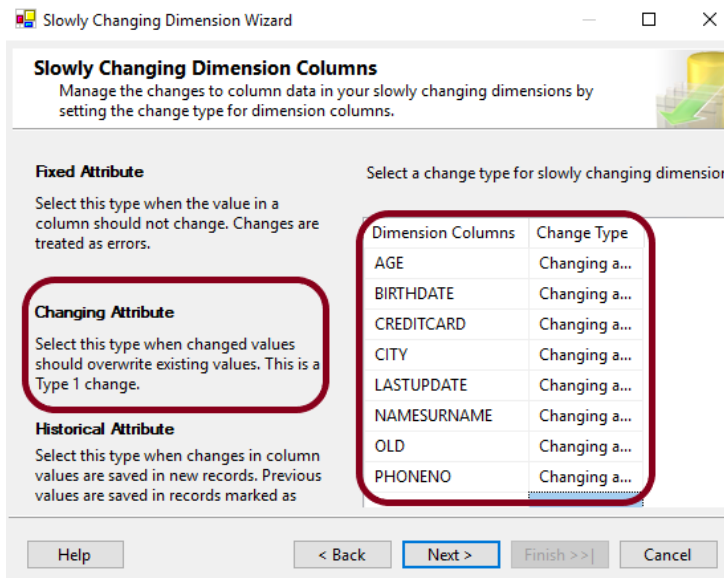 Slowly Changing Dimension Wizard
Slowly Changing Dimension Columns
Manage the changes to column data in your slowly changing dimensions by
setting the change type for dimension columns.
Fixed Attribute
Select this type when the value in a
column should not change. Changes are
treated as errors.
Changing Attribute
Select this type when changed values
should overwrite existing values. This is a
Type 1 change.
Historical Attribute
Select this type when changes in column
values are saved in new records. Previous
values are saved in records marked as
Select a change type for slowly changing dimension
Dimension Columns Change Type
AGE Changing a...
BIRTHDATE Changing a...
CREDITCARD Changing a...
CITY Changing a...
LASTUPDATE Changing a...
NAMESURNAME Changing a...
OLD Changing a...
PHONENO Changing a...
Help < Back Next > Finish >>| Cancel